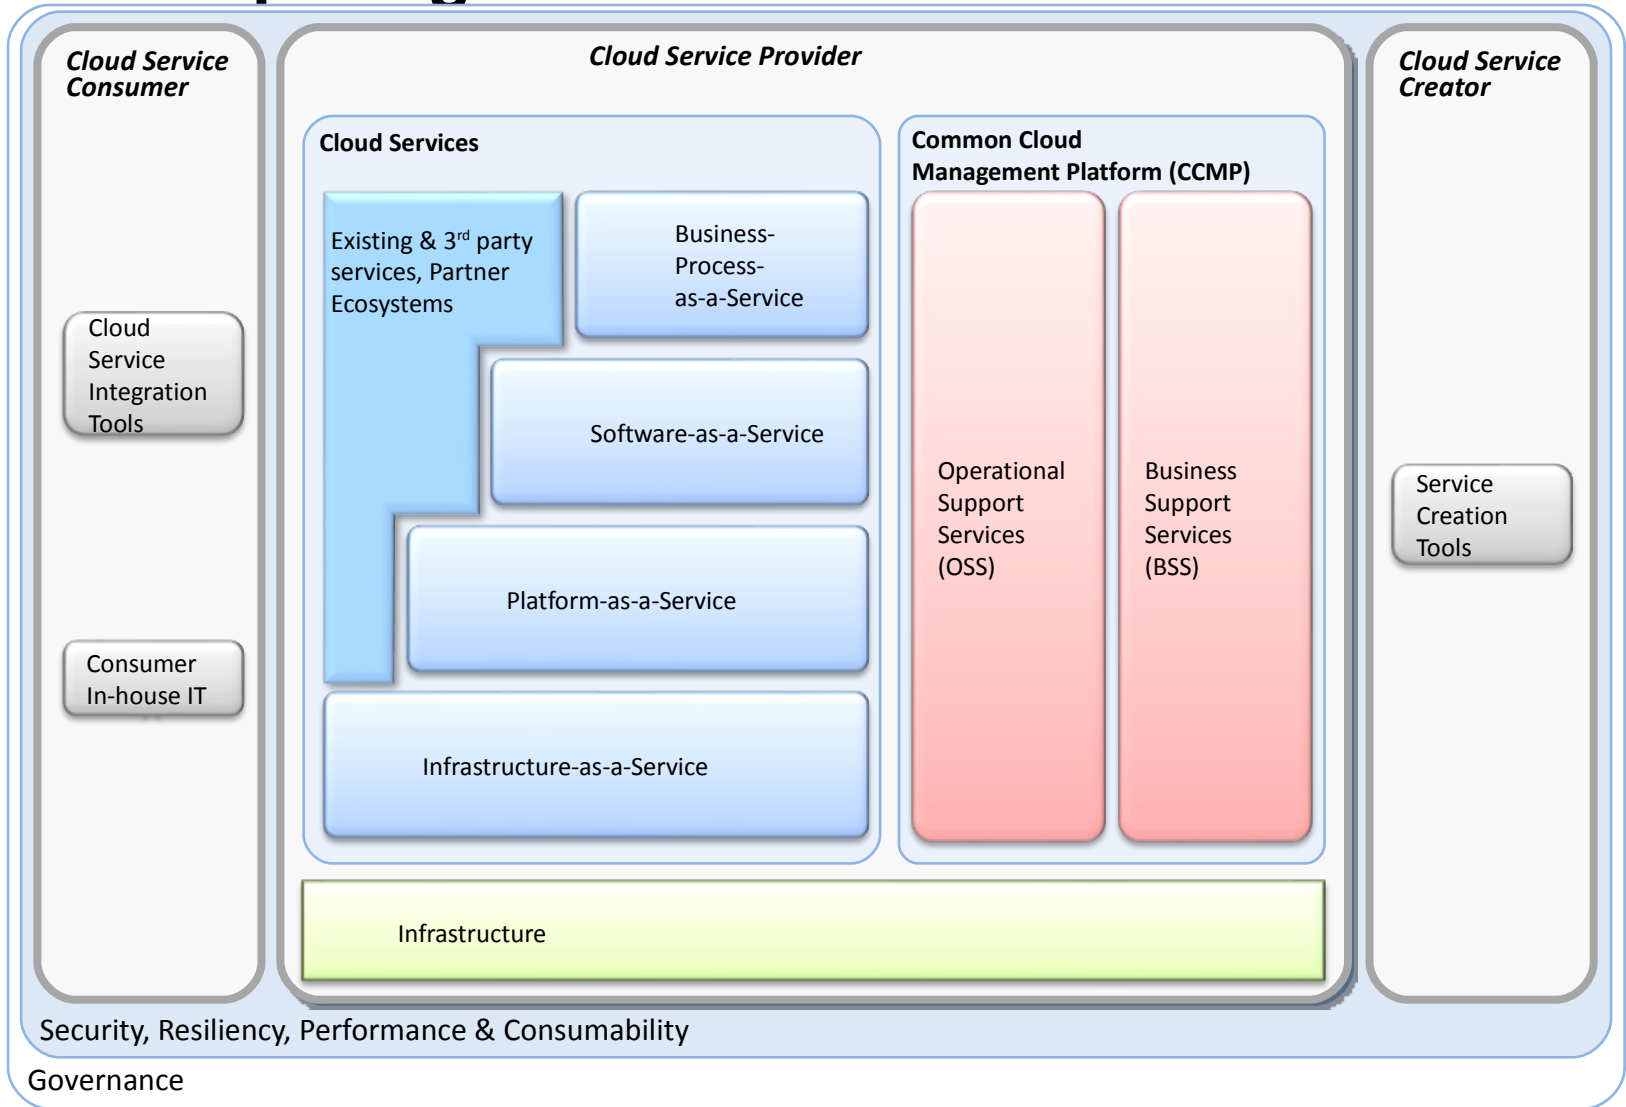 Cloud Service
Consumer
Cloud Service Provider
Cloud Service
Creator
Cloud Services
Common Cloud
Management Platform (CCMP)
Existing & 3rd party
services, Partner
Ecosystems
Business-
Process-
as-a-Service
Cloud
Service
Integration
Tools
Software-as-a-Service
Operational
Support
Services
(OSS)
Business
Support
Services
(BSS)
Service
Creation
Tools
Platform-as-a-Service
Consumer
In-house IT
Infrastructure-as-a-Service
Infrastructure
Security, Resiliency, Performance & Consumability
Governance